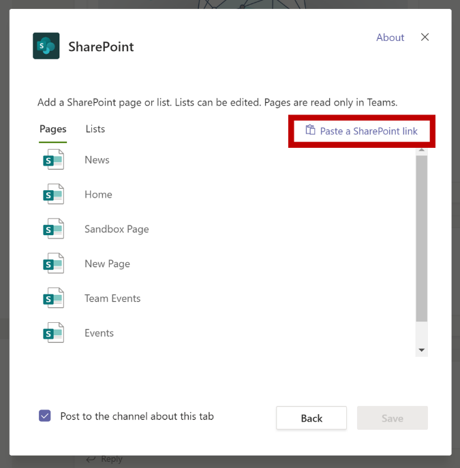 About
SharePoint
Add a SharePoint page or list. Lists can be edited. Pages are read only in Teams.
Pages Lists Paste a SharePoint link
News
Home
Sandbox Page
New Page
Team Events
Events
Post to the channel about this tab
Back Save
Reply